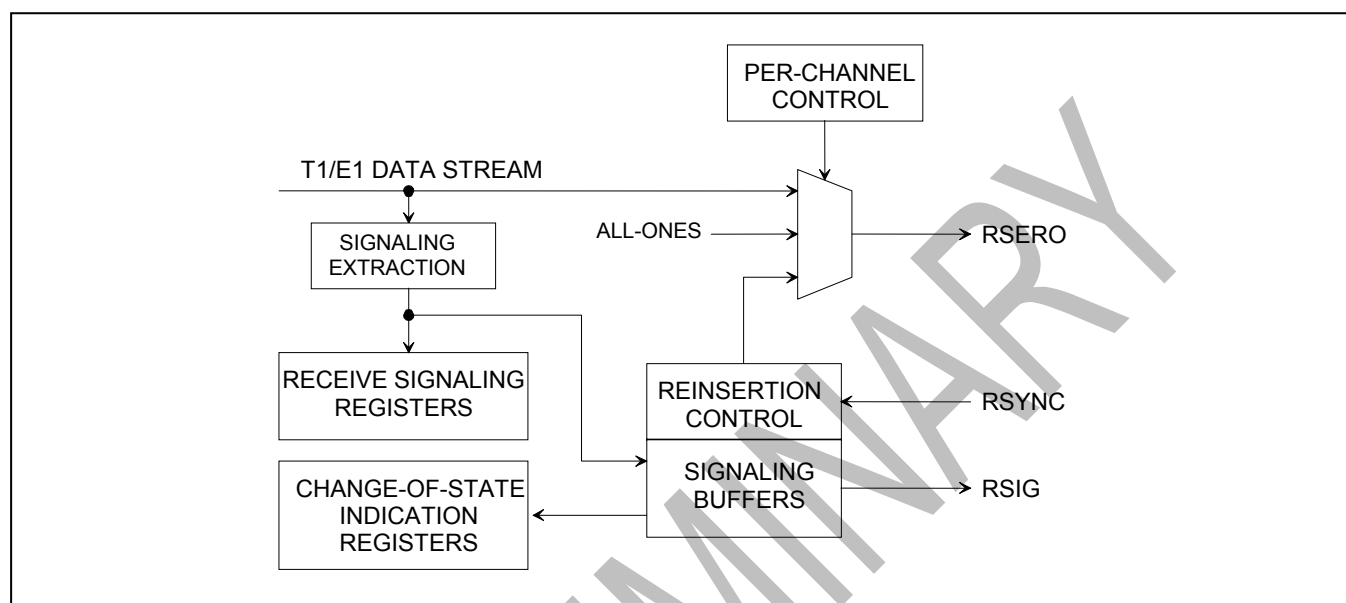 PER-CHANNEL
CONTROL
T1/E1 DATA STREAM
ALL-ONES
RSERO
SIGNALING
EXTRACTION
RECEIVE SIGNALING
REGISTERS
REINSERTION
CONTROL
RSYNC
SIGNALING
BUFFERS
RSIG
CHANGE-OF-STATE
INDICATION
REGISTERS
MINARY